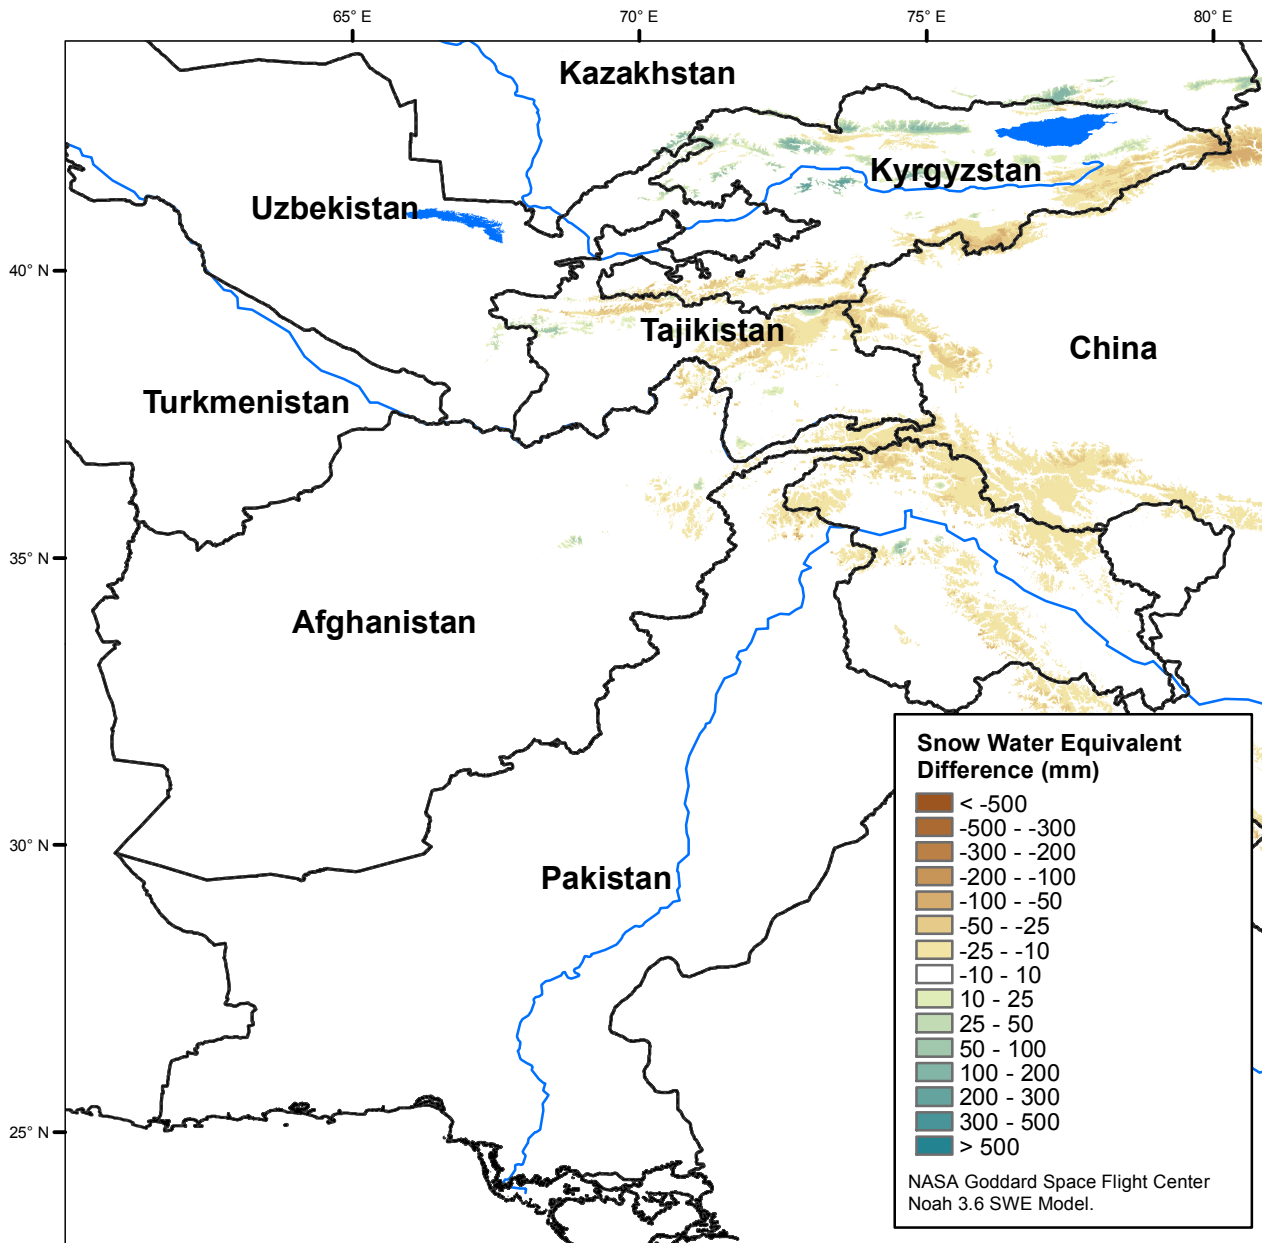 65° E
70° E
75° E
80° E
Kazakhstan
Kyrgyzstan
Uzbekistan
40° N
Tajikistan
China
Turkmenistan
35° N
Afghanistan
30° N
Pakistan
25° N
Snow Water Equivalent
Difference (mm)
< -500
-500 - -300
-300 - -200
-200 - -100
-100 - -50
-50 - -25
-25 - -10
-10 - 10
10 - 25
25 - 50
50 - 100
100 - 200
200 - 300
300 - 500
> 500
NASA Goddard Space Flight Center
Noah 3.6 SWE Model.